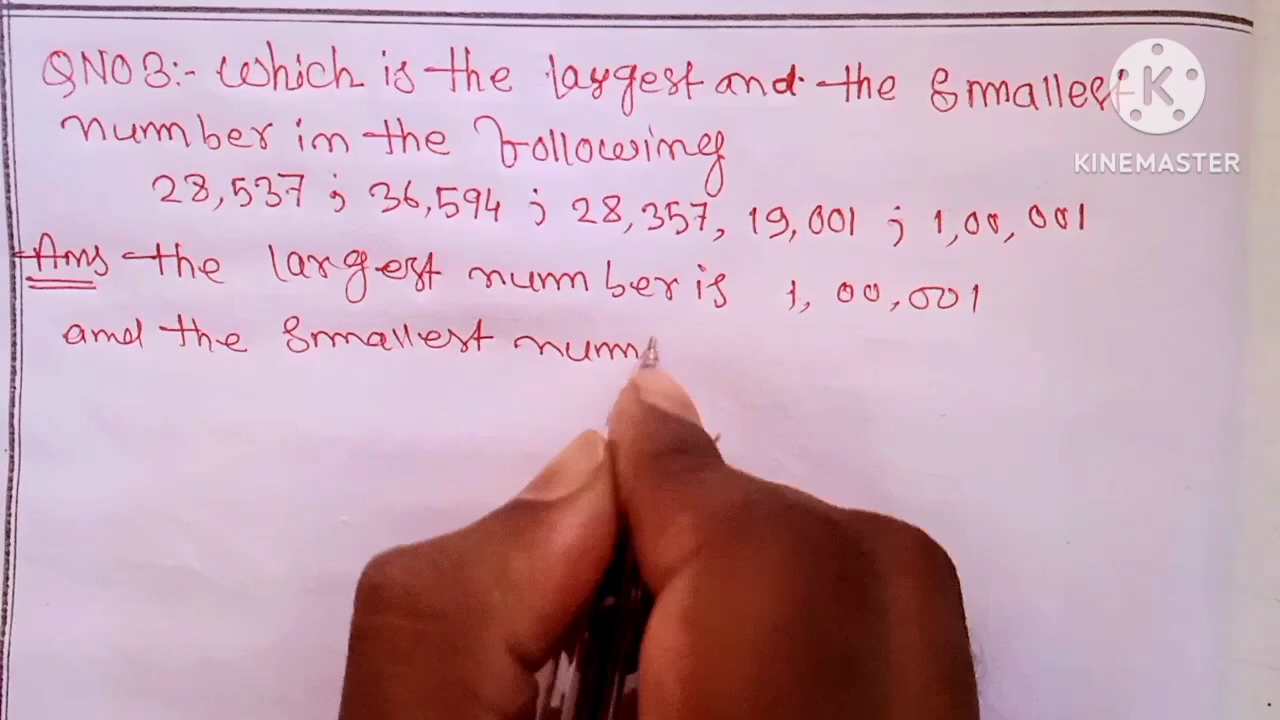 QNO3:- which is the largest and the smallest
number in the following
28,537 ; 36,594 ; 28,357, 19,001 ; 1,00,001
Ans the largest number is 1,00,001
and the smallest num
KINEMASTER